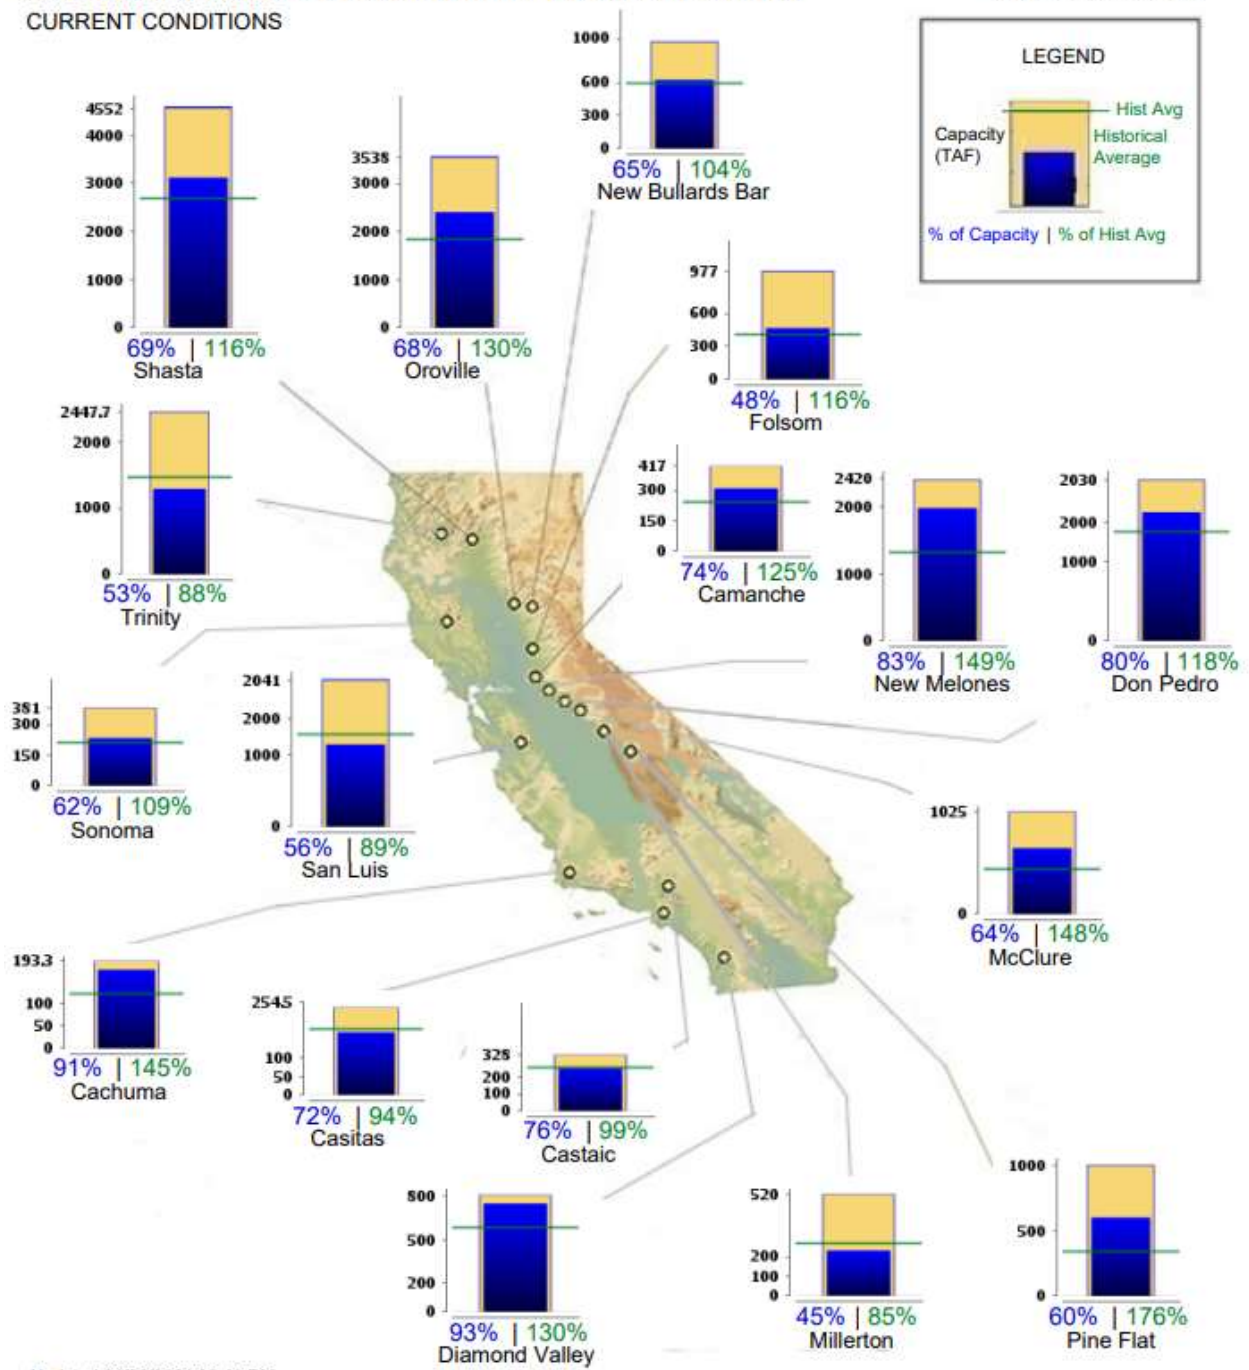 CURRENT CONDITIONS
LEGEND
Hist Avg
Capacity
(TAF)
Historical
Average
% of Capacity | % of Hist Avg
1000
600
300
0
65% | 104%
New Bullards Bar
4552
4000
3000
2000
1000
0
69% | 116%
Shasta
3538
3000
2000
1000
0
68% | 130%
Oroville
977
600
300
0
48% | 116%
Folsom
2447.7
2000
1000
0
53% | 88%
Trinity
417
300
150
0
74% | 125%
Camanche
2420
2000
1000
0
83% | 149%
New Melones
2030
2000
1000
0
80% | 118%
Don Pedro
381
300
150
0
62% | 109%
Sonoma
2041
2000
1000
0
56% | 89%
San Luis
1025
0
64% | 148%
McClure
193.3
100
50
0
91% | 145%
Cachuma
254.5
100
50
0
72% | 94%
Casitas
328
200
100
0
76% | 99%
Castaic
800
500
200
0
93% | 130%
Diamond Valley
520
200
100
0
45% | 85%
Millerton
1000
500
0
60% | 176%
Pine Flat